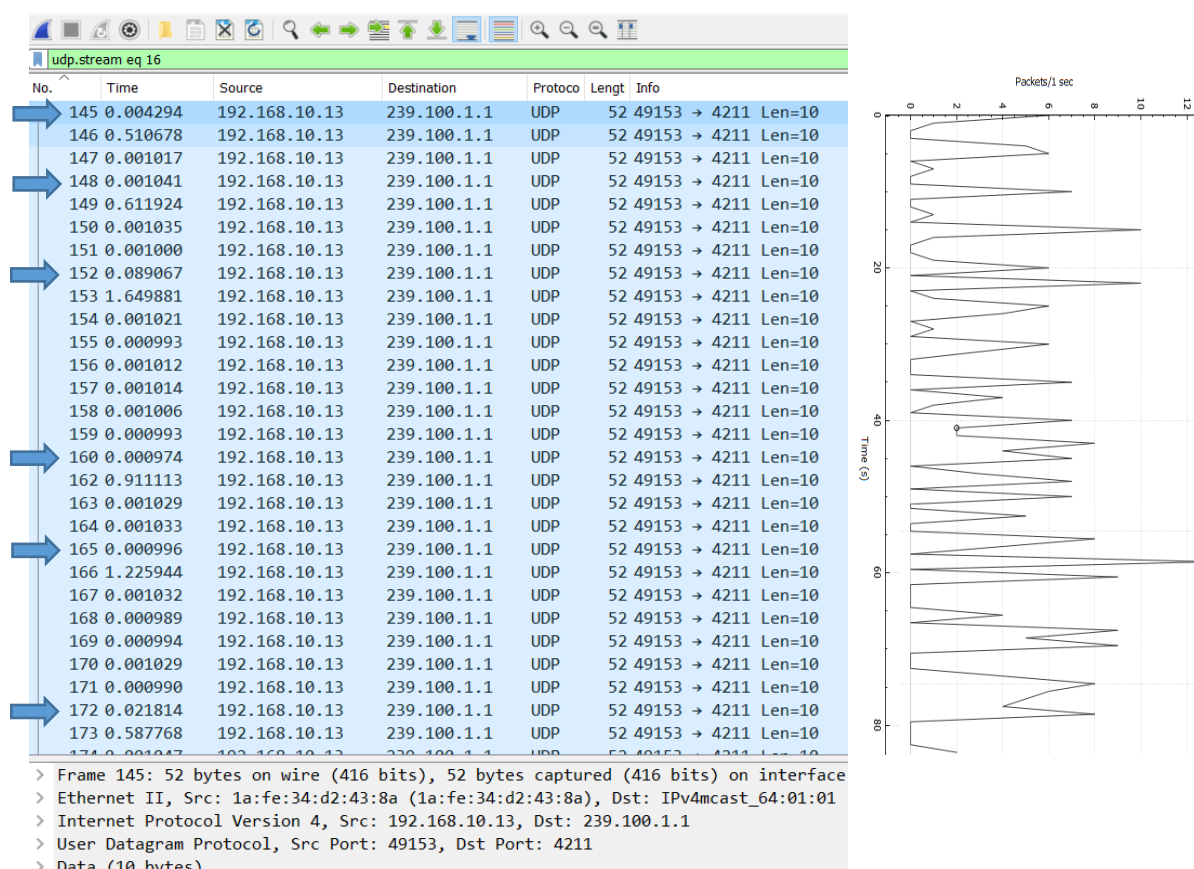 udp.stream eq 16
No. Time Source Destination Protoco Lengt Info
145 0.004294 192.168.10.13 239.100.1.1 UDP 52 49153 → 4211 Len=10
146 0.510678 192.168.10.13 239.100.1.1 UDP 52 49153 → 4211 Len=10
147 0.001017 192.168.10.13 239.100.1.1 UDP 52 49153 → 4211 Len=10
148 0.001041 192.168.10.13 239.100.1.1 UDP 52 49153 → 4211 Len=10
149 0.611924 192.168.10.13 239.100.1.1 UDP 52 49153 → 4211 Len=10
150 0.001035 192.168.10.13 239.100.1.1 UDP 52 49153 → 4211 Len=10
151 0.001000 192.168.10.13 239.100.1.1 UDP 52 49153 → 4211 Len=10
152 0.089067 192.168.10.13 239.100.1.1 UDP 52 49153 → 4211 Len=10
153 1.649881 192.168.10.13 239.100.1.1 UDP 52 49153 → 4211 Len=10
154 0.001021 192.168.10.13 239.100.1.1 UDP 52 49153 → 4211 Len=10
155 0.000993 192.168.10.13 239.100.1.1 UDP 52 49153 → 4211 Len=10
156 0.001012 192.168.10.13 239.100.1.1 UDP 52 49153 → 4211 Len=10
157 0.001014 192.168.10.13 239.100.1.1 UDP 52 49153 → 4211 Len=10
158 0.001006 192.168.10.13 239.100.1.1 UDP 52 49153 → 4211 Len=10
159 0.000993 192.168.10.13 239.100.1.1 UDP 52 49153 → 4211 Len=10
160 0.000974 192.168.10.13 239.100.1.1 UDP 52 49153 → 4211 Len=10
162 0.911113 192.168.10.13 239.100.1.1 UDP 52 49153 → 4211 Len=10
163 0.001029 192.168.10.13 239.100.1.1 UDP 52 49153 → 4211 Len=10
164 0.001033 192.168.10.13 239.100.1.1 UDP 52 49153 → 4211 Len=10
165 0.000996 192.168.10.13 239.100.1.1 UDP 52 49153 → 4211 Len=10
166 1.225944 192.168.10.13 239.100.1.1 UDP 52 49153 → 4211 Len=10
167 0.001032 192.168.10.13 239.100.1.1 UDP 52 49153 → 4211 Len=10
168 0.000989 192.168.10.13 239.100.1.1 UDP 52 49153 → 4211 Len=10
169 0.000994 192.168.10.13 239.100.1.1 UDP 52 49153 → 4211 Len=10
170 0.001029 192.168.10.13 239.100.1.1 UDP 52 49153 → 4211 Len=10
171 0.000990 192.168.10.13 239.100.1.1 UDP 52 49153 → 4211 Len=10
172 0.021814 192.168.10.13 239.100.1.1 UDP 52 49153 → 4211 Len=10
173 0.587768 192.168.10.13 239.100.1.1 UDP 52 49153 → 4211 Len=10
> Frame 145: 52 bytes on wire (416 bits), 52 bytes captured (416 bits) on interface
> Ethernet II, Src: 1a:fe:34:d2:43:8a (1a:fe:34:d2:43:8a), Dst: IPv4mcast_64:01:01
> Internet Protocol Version 4, Src: 192.168.10.13, Dst: 239.100.1.1
> User Datagram Protocol, Src Port: 49153, Dst Port: 4211
> Data (10 bytes)
Packets/1 sec
0 2 4 6 8 10 12
0
20
40
60
80
Time (s)